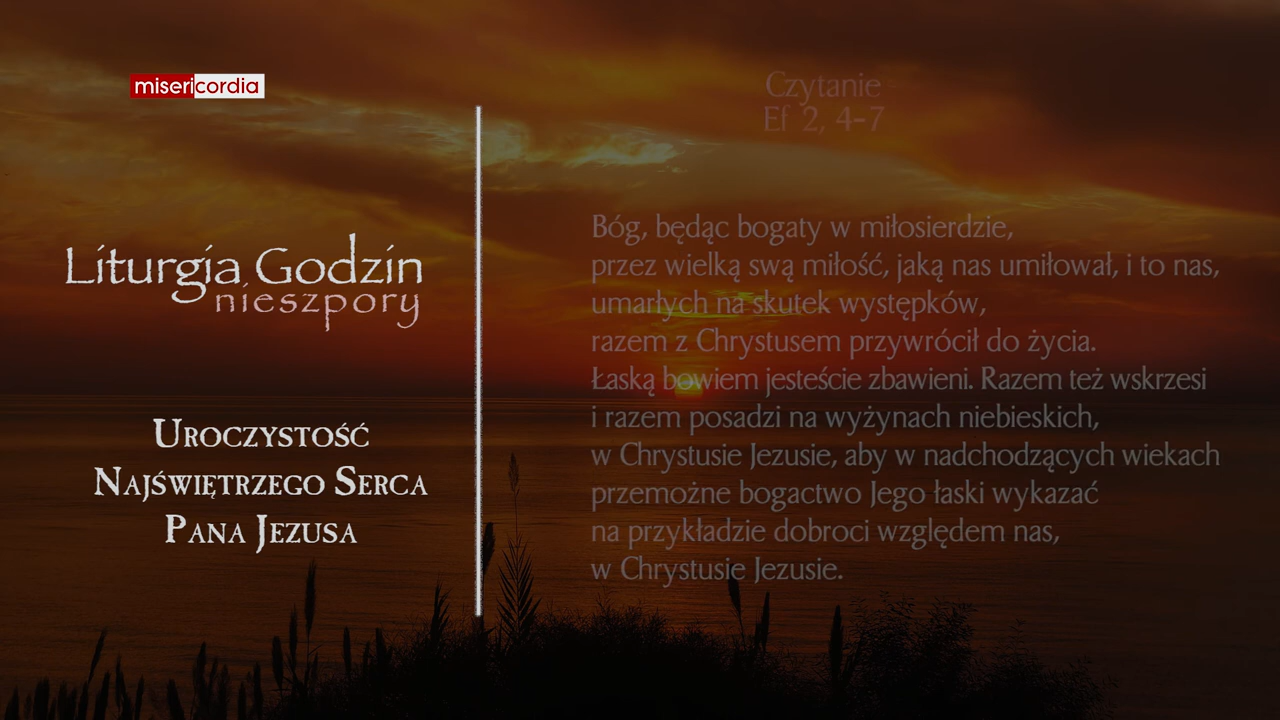 misericordia
Liturgia Godzin
nieszpory
Uroczystość
Najświętrzego Serca
Pana Jezusa
Czytanie
Ef 2, 4-7
Bóg, będąc bogaty w miłosierdzie,
przez wielką swą miłość, jaką nas umiłował, i to nas,
umarłych na skutek występków,
razem z Chrystusem przywrócił do życia.
Łaską bowiem jesteście zbawieni. Razem też wskrzesi
i razem posadzi na wyżynach niebieskich,
w Chrystusie Jezusie, aby w nadchodzących wiekach
przemożne bogactwo Jego łaski wykazać
na przykładzie dobroci względem nas,
w Chrystusie Jezusie.